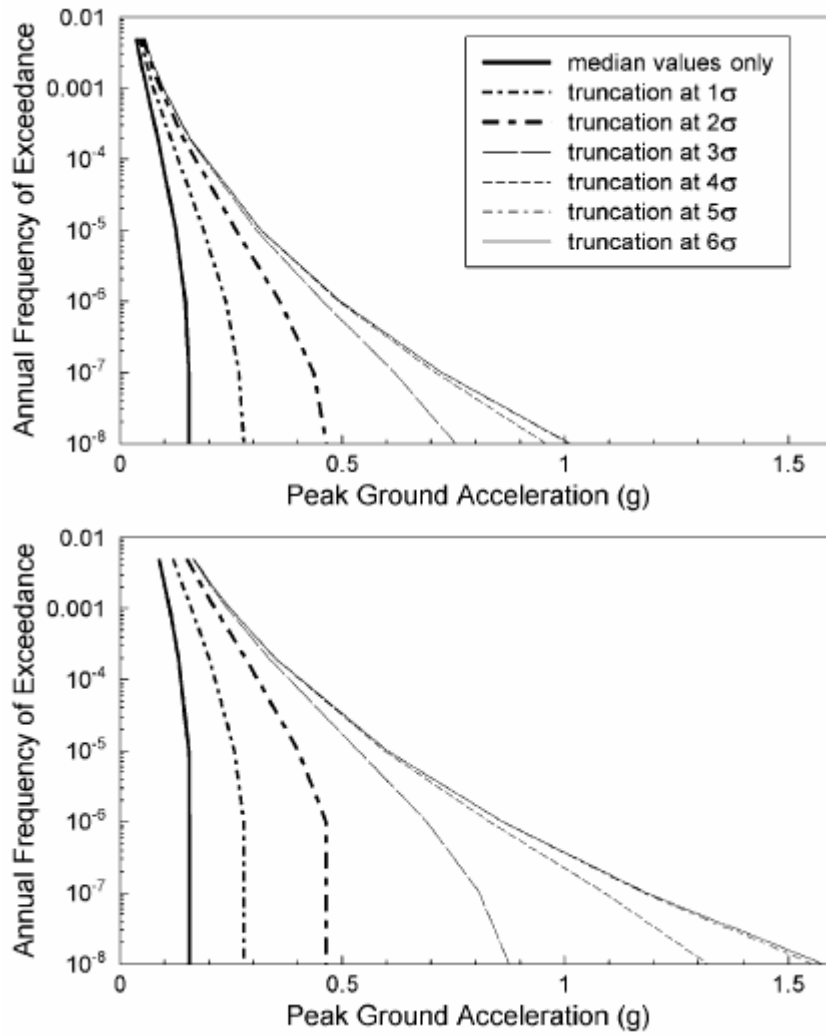 0.01
0.001
10-4
10-5
10-6
10-7
10-8
Annual Frequency of Exceedance
median values only
truncation at 1σ
truncation at 2σ
truncation at 3σ
truncation at 4σ
truncation at 5σ
truncation at 6σ
0 0.5 1 1.5
Peak Ground Acceleration (g)
0.01
0.001
10-4
10-5
10-6
10-7
10-8
Annual Frequency of Exceedance
0 0.5 1 1.5
Peak Ground Acceleration (g)